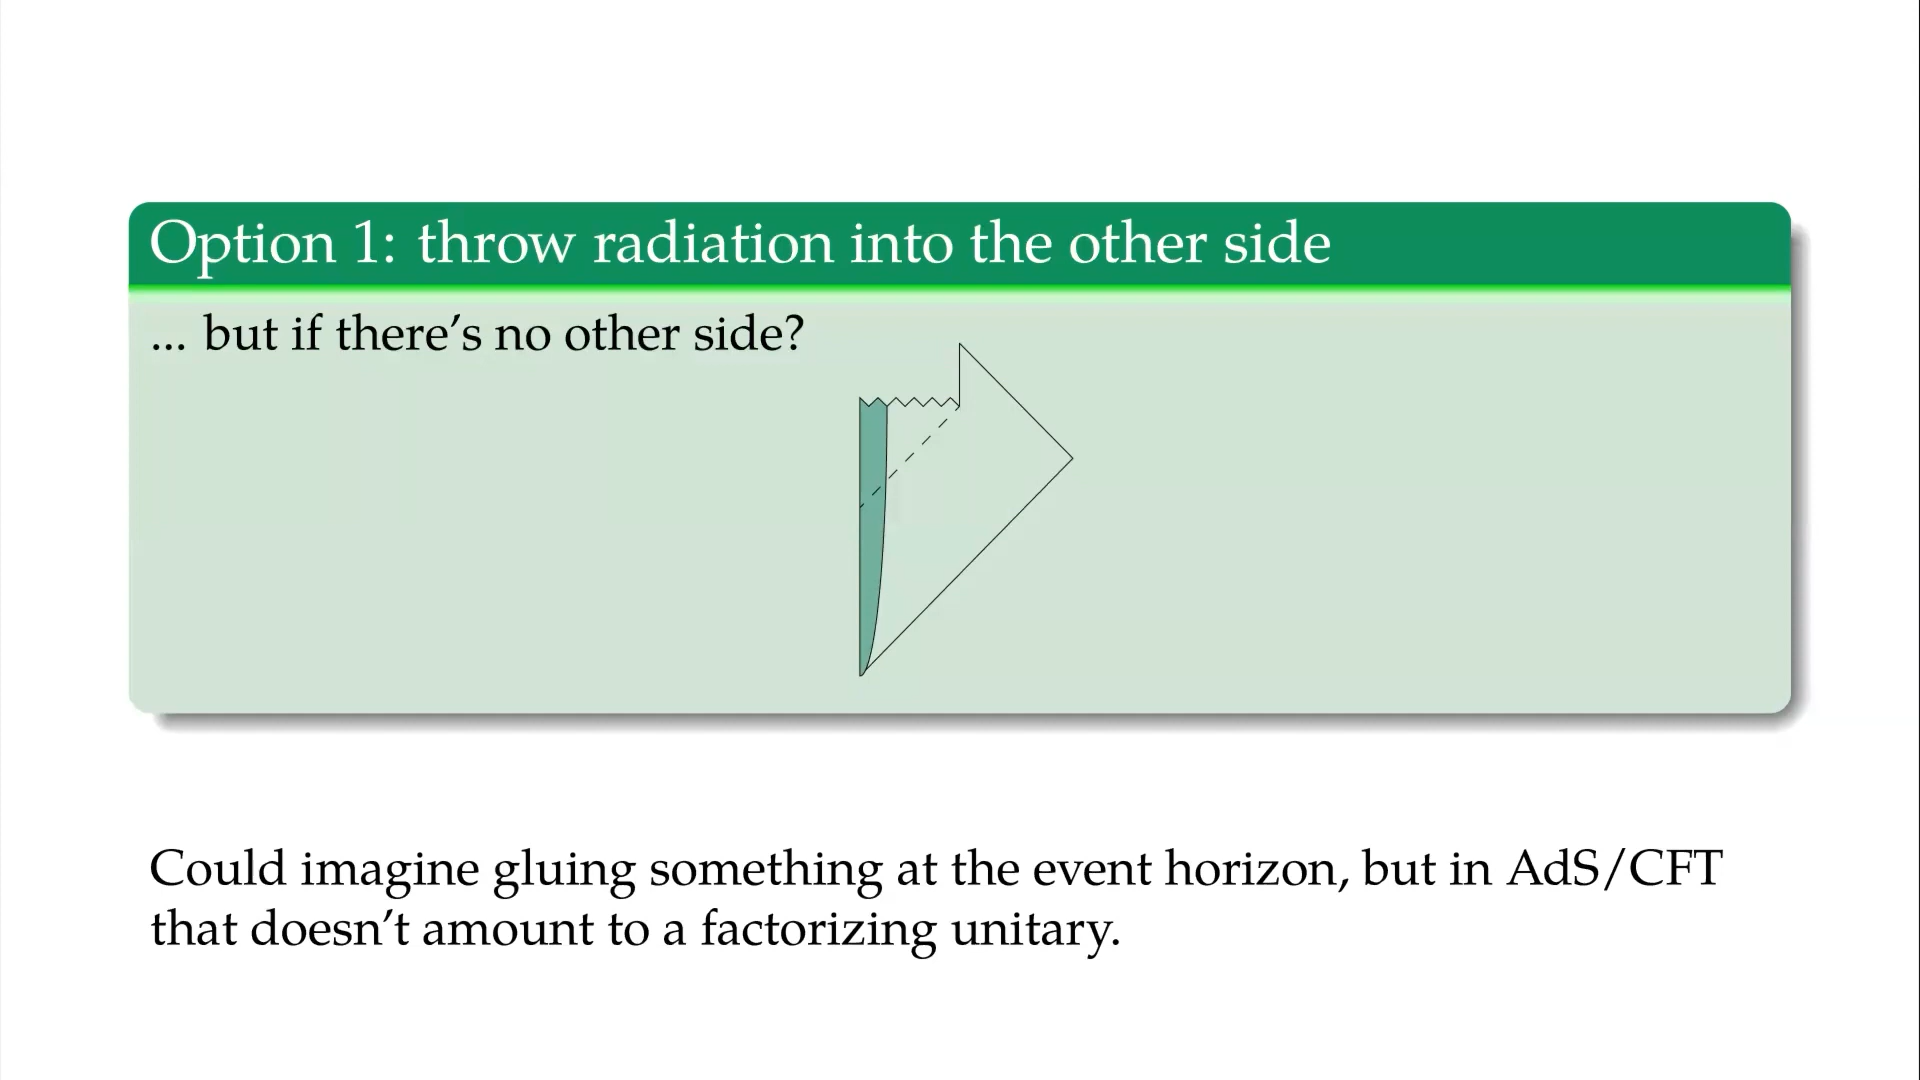 Option 1: throw radiation into the other side
... but if there’s no other side?
Could imagine gluing something at the event horizon, but in AdS/CFT
that doesn’t amount to a factorizing unitary.